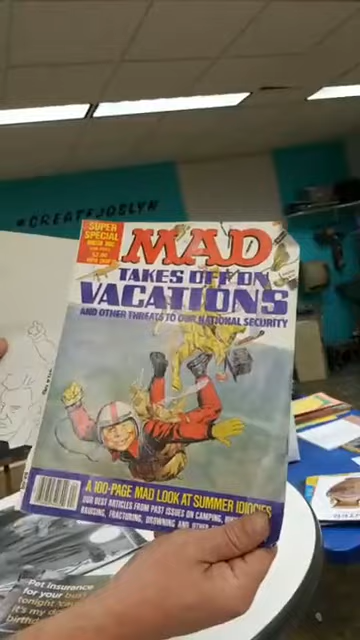 #CREATEJOSLYN
SUPER
SPECIAL
MAD
TAKES OFF ON
VACATIONS
AND OTHER THREATS TO OUR NATIONAL SECURITY
A 100-PAGE MAD LOOK AT SUMMER IDIOCIES
OUR BEST ARTICLES FROM PAST ISSUES ON CAMPING,
BRUISING, FRACTURING, DROWNING AND OTHER
Pet insurance
for your
tonight
It's my
birthd